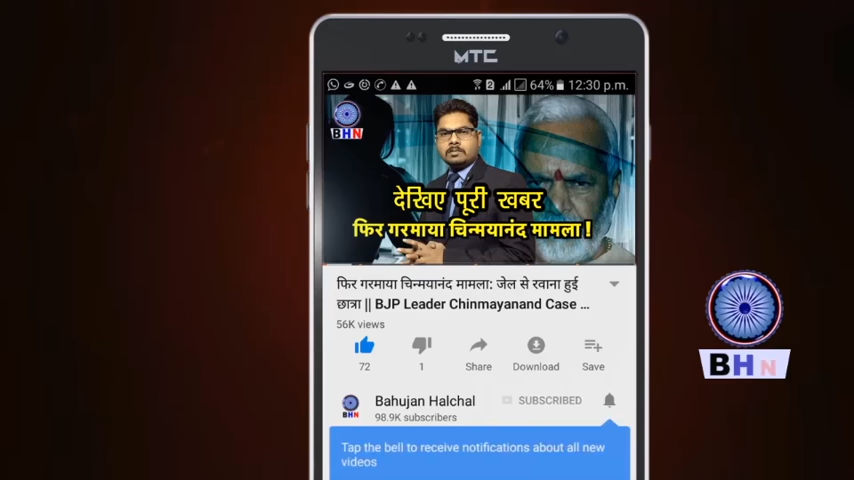 MTC
64% 12:30 p.m.
BHN
देखिए पूरी खबर
फिर गरमाया चिन्मयानंद मामला !
फिर गरमाया चिन्मयानंद मामला: जेल से रवाना हुई
छात्रा || BJP Leader Chinmayanand Case ...
56K views
72
1
Share
Download
Save
BHN
Bahujan Halchal
SUBSCRIBED
98.9K subscribers
Tap the bell to receive notifications about all new
videos
BHN